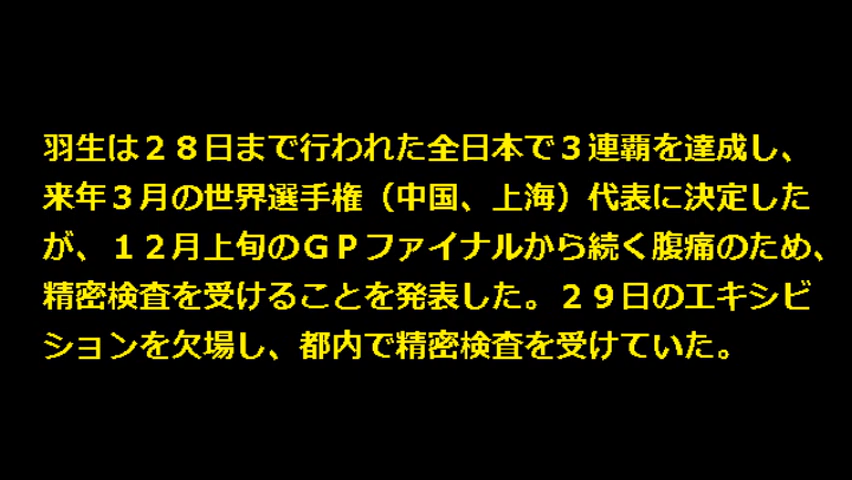 羽生は２８日まで行われた全日本で３連覇を達成し、
来年３月の世界選手権（中国、上海）代表に決定した
が、１２月上旬のＧＰファイナルから続く腹痛のため、
精密検査を受けることを発表した。２９日のエキシビ
ションを欠場し、都内で精密検査を受けていた。